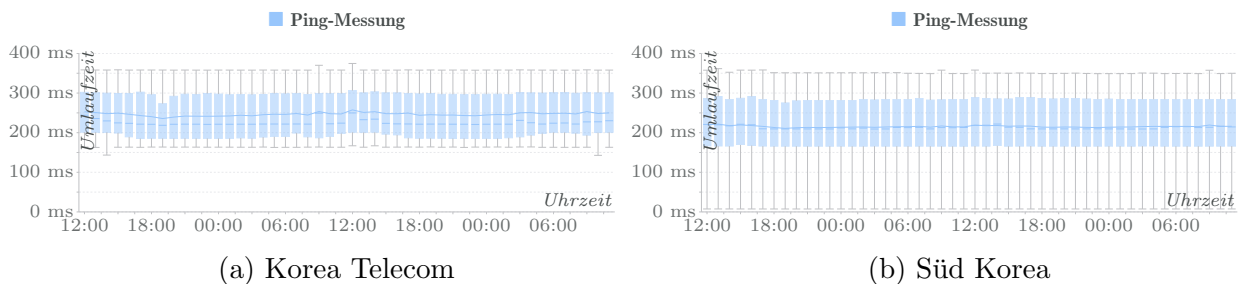 Ping-Messung
400 ms
300 ms
200 ms
100 ms
0 ms
Umlaufzeit
Uhrzeit
12:00 18:00 00:00 06:00 12:00 18:00 00:00 06:00
(a) Korea Telecom
Ping-Messung
400 ms
300 ms
200 ms
100 ms
0 ms
Umlaufzeit
Uhrzeit
12:00 18:00 00:00 06:00 12:00 18:00 00:00 06:00
(b) Süd Korea